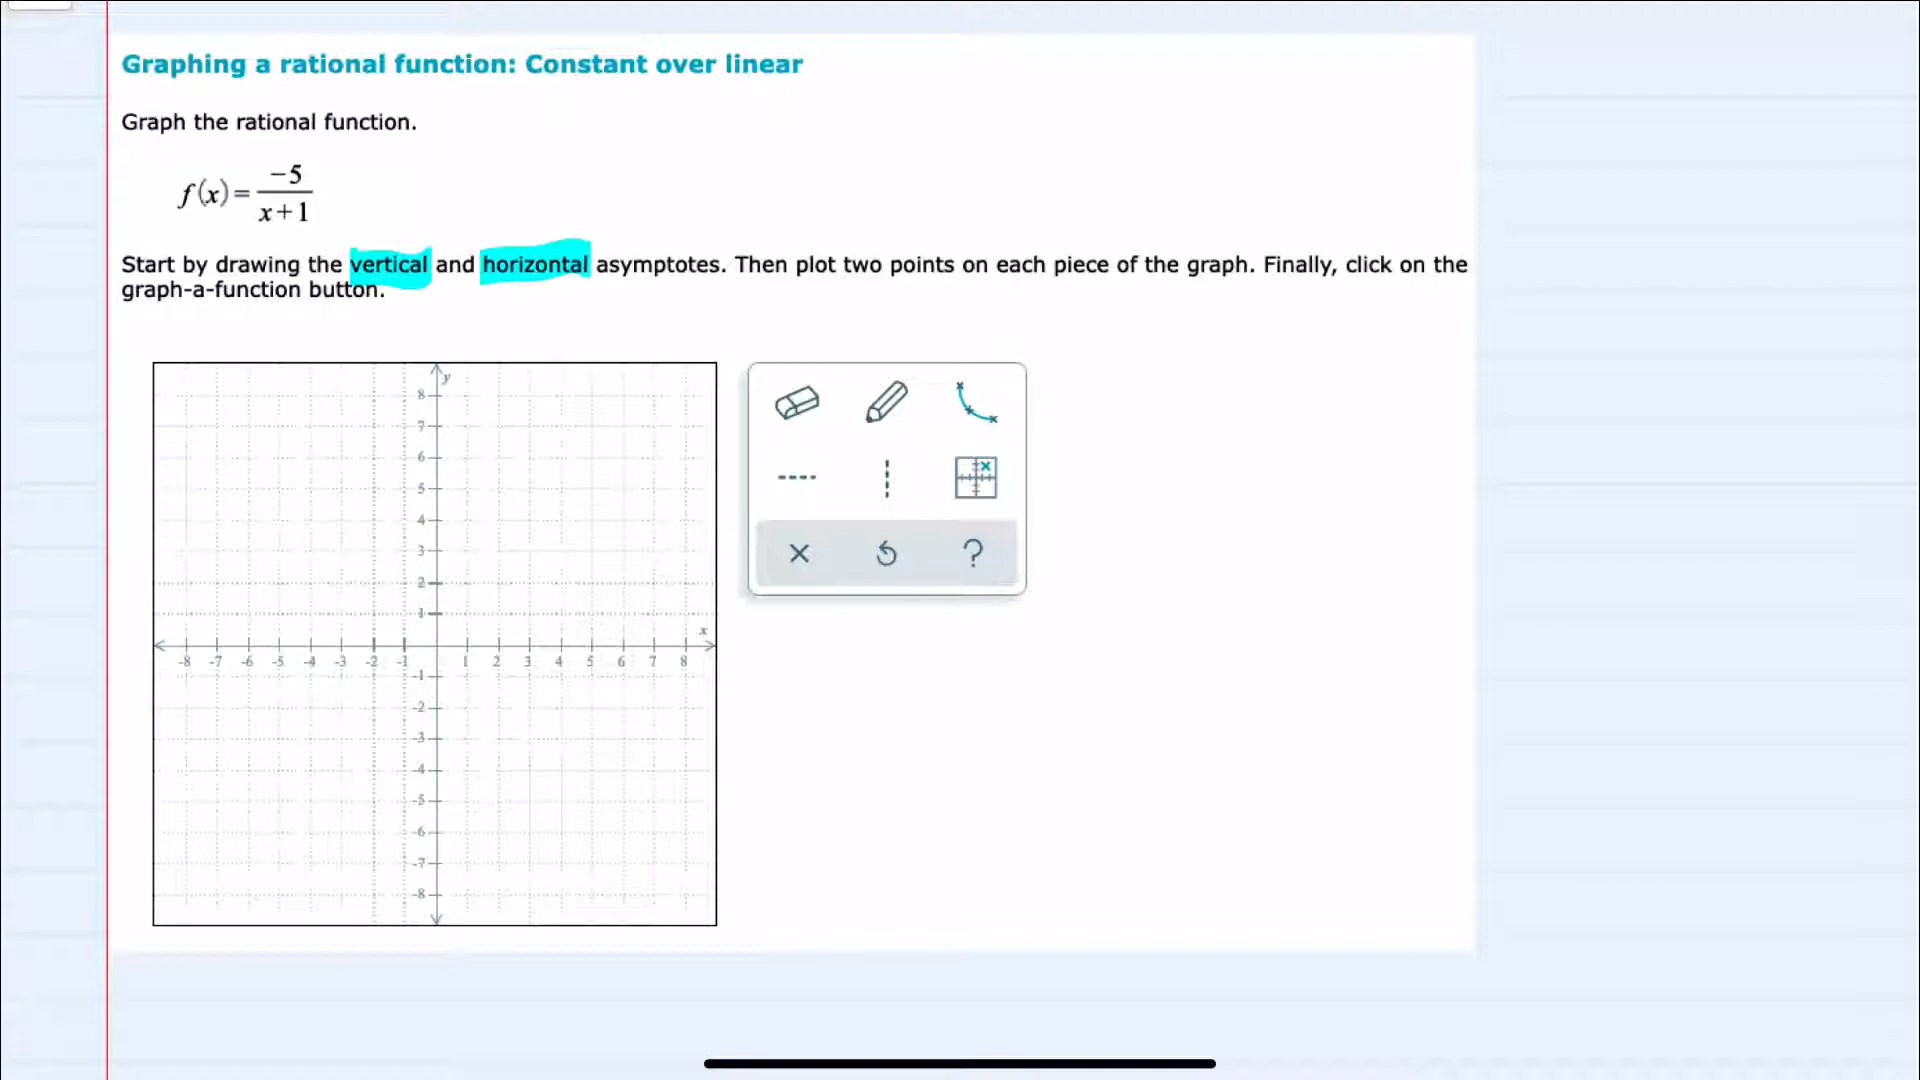 Graphing a rational function: Constant over linear
Graph the rational function.
f(x)=
-5
x+1
Start by drawing the vertical and horizontal asymptotes. Then plot two points on each piece of the graph. Finally, click on the
graph-a-function button.
y
8
7
6
5
4
3
2
1
x
-8 -7 -6 -5 -4 -3 -2 -1 1 2 3 4 5 6 7 8
-1
-2
-3
-4
-5
-6
-7
-8
?